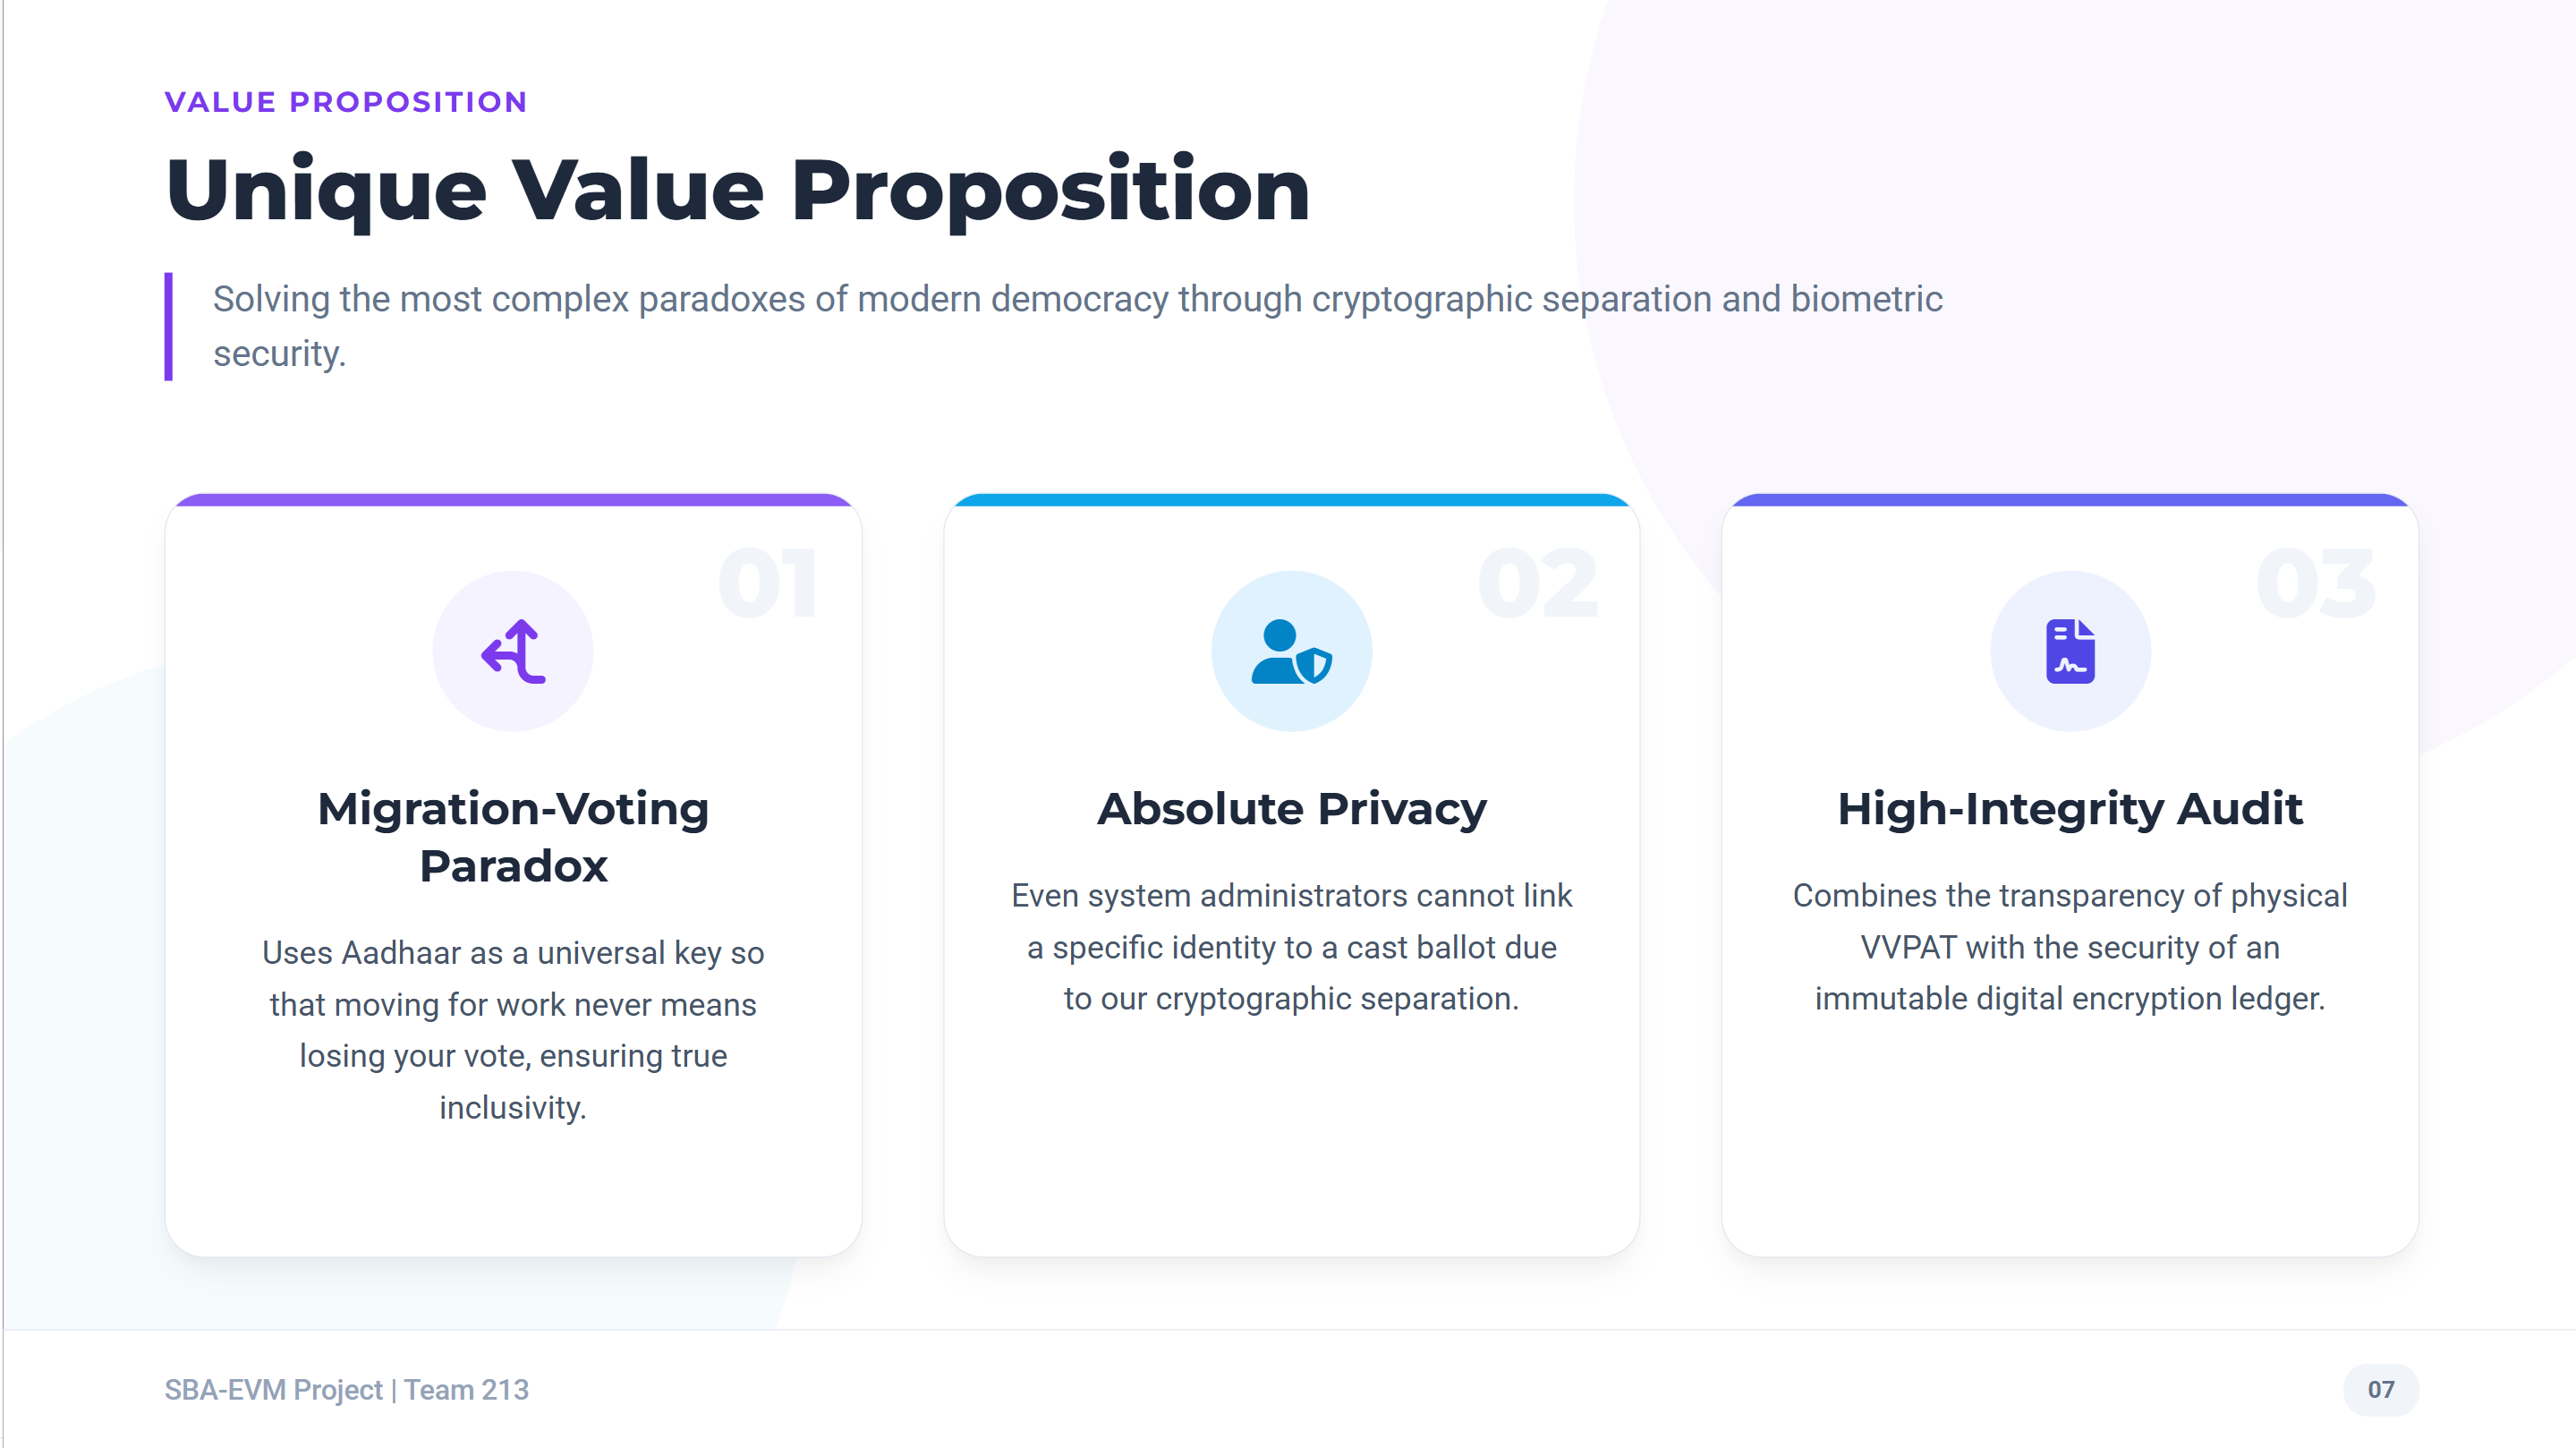 VALUE PROPOSITION
Unique Value Proposition
Solving the most complex paradoxes of modern democracy through cryptographic separation and biometric
security.
01
Migration-Voting
Paradox
Uses Aadhaar as a universal key so
that moving for work never means
losing your vote, ensuring true
inclusivity.
02
Absolute Privacy
Even system administrators cannot link
a specific identity to a cast ballot due
to our cryptographic separation.
03
High-Integrity Audit
Combines the transparency of physical
VVPAT with the security of an
immutable digital encryption ledger.
SBA-EVM Project | Team 213
07